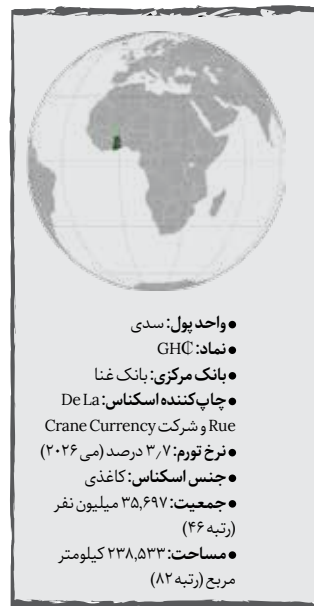 ● واحد پول: سدی
● نماد: GH₵
● بانک مرکزی: بانک غنا
● چاپ‌کننده اسکناس: De La
Rue و شرکت Crane Currency
● نرخ تورم: ۳٫۷ درصد (می ۲۰۲۶)
● جنس اسکناس: کاغذی
● جمعیت: ۳۵,۶۹۷ میلیون نفر
(رتبه ۴۶)
● مساحت: ۲۳۸,۵۳۳ کیلومتر
مربع (رتبه ۸۲)